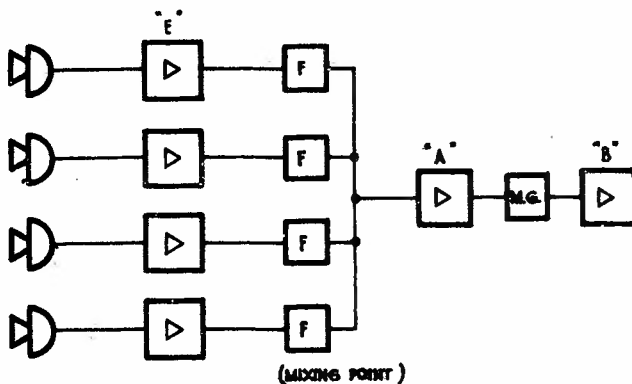 "E"
F
F
"A"
M.G.
"B"
F
F
(MIXING POINT)